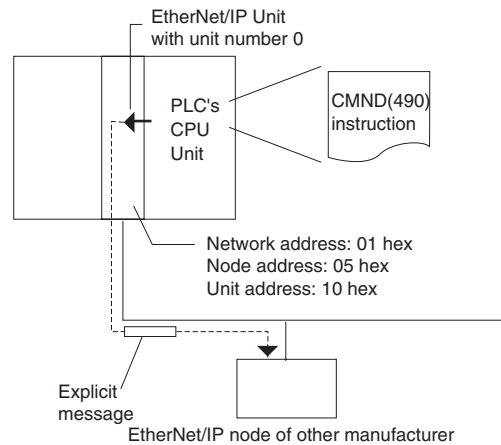 EtherNet/IP Unit
with unit number 0
PLC's
CPU
Unit
CMND(490)
instruction
Network address: 01 hex
Node address: 05 hex
Unit address: 10 hex
Explicit
message
EtherNet/IP node of other manufacturer